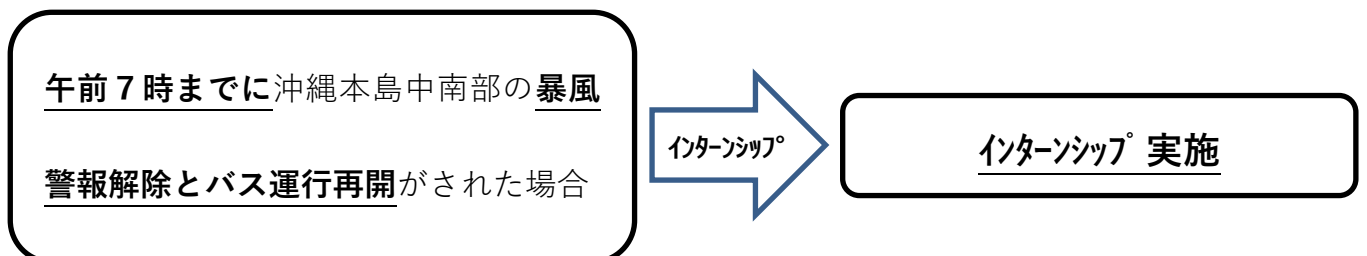 午前７時までに沖縄本島中南部の暴風
警報解除とバス運行再開がされた場合
ｲﾝﾀｰﾝｼｯﾌﾟ
ｲﾝﾀｰﾝｼｯﾌﾟ 実施